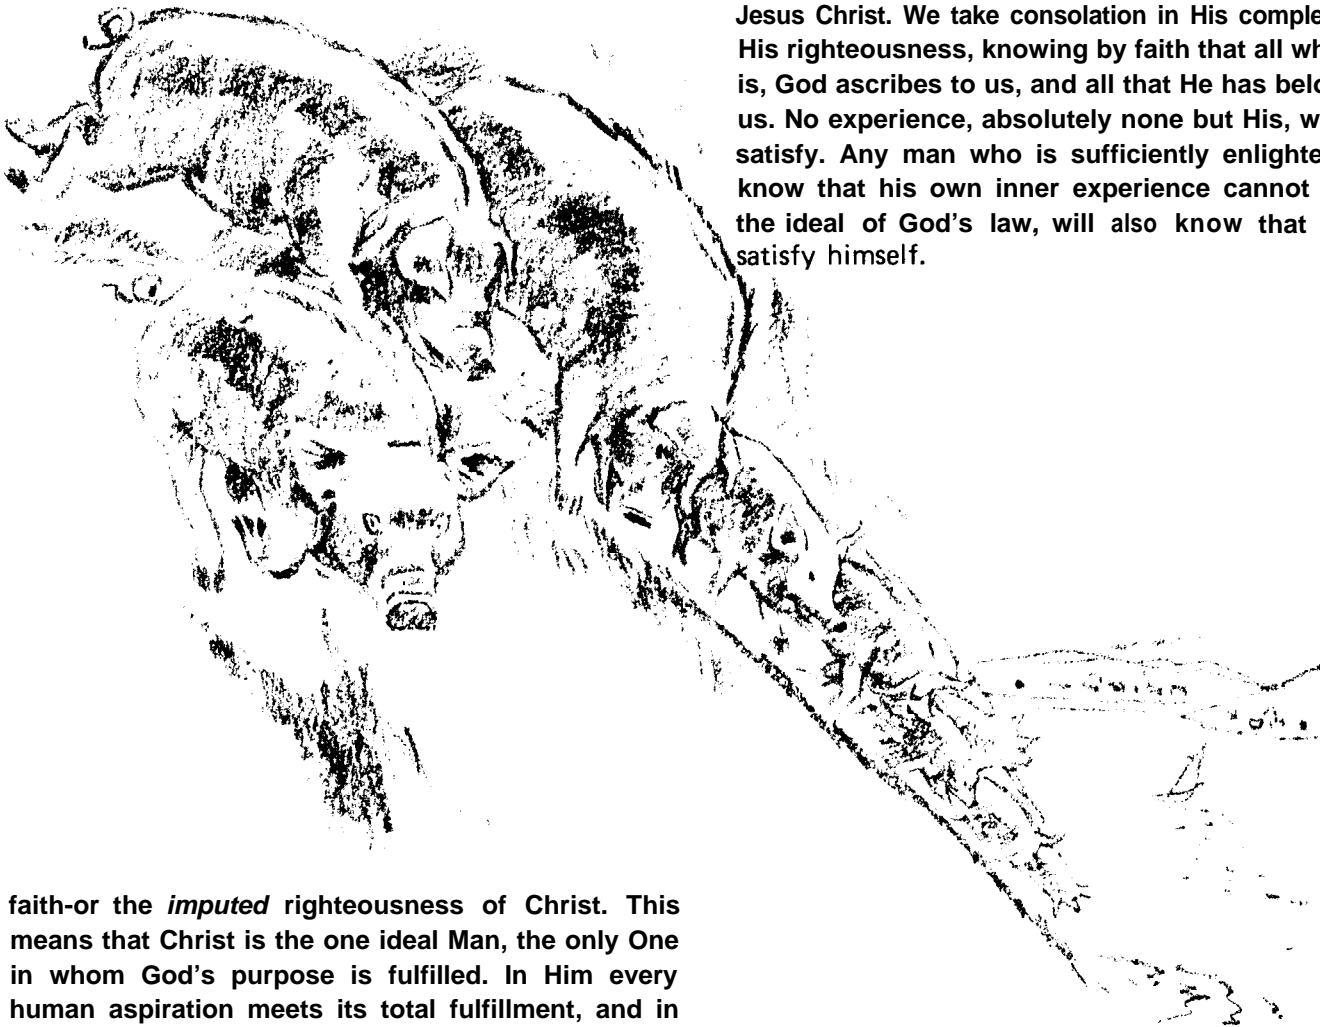 faith-or the imputed righteousness of Christ. This
means that Christ is the one ideal Man, the only One
in whom God's purpose is fulfilled. In Him every
human aspiration meets its total fulfillment, and in
Jesus Christ. We take consolation in His comple
His righteousness, knowing by faith that all wh
is, God ascribes to us, and all that He has belo
us. No experience, absolutely none but His, w
satisfy. Any man who is sufficiently enlighte
know that his own inner experience cannot
the ideal of God's law, will also know that
satisfy himself.